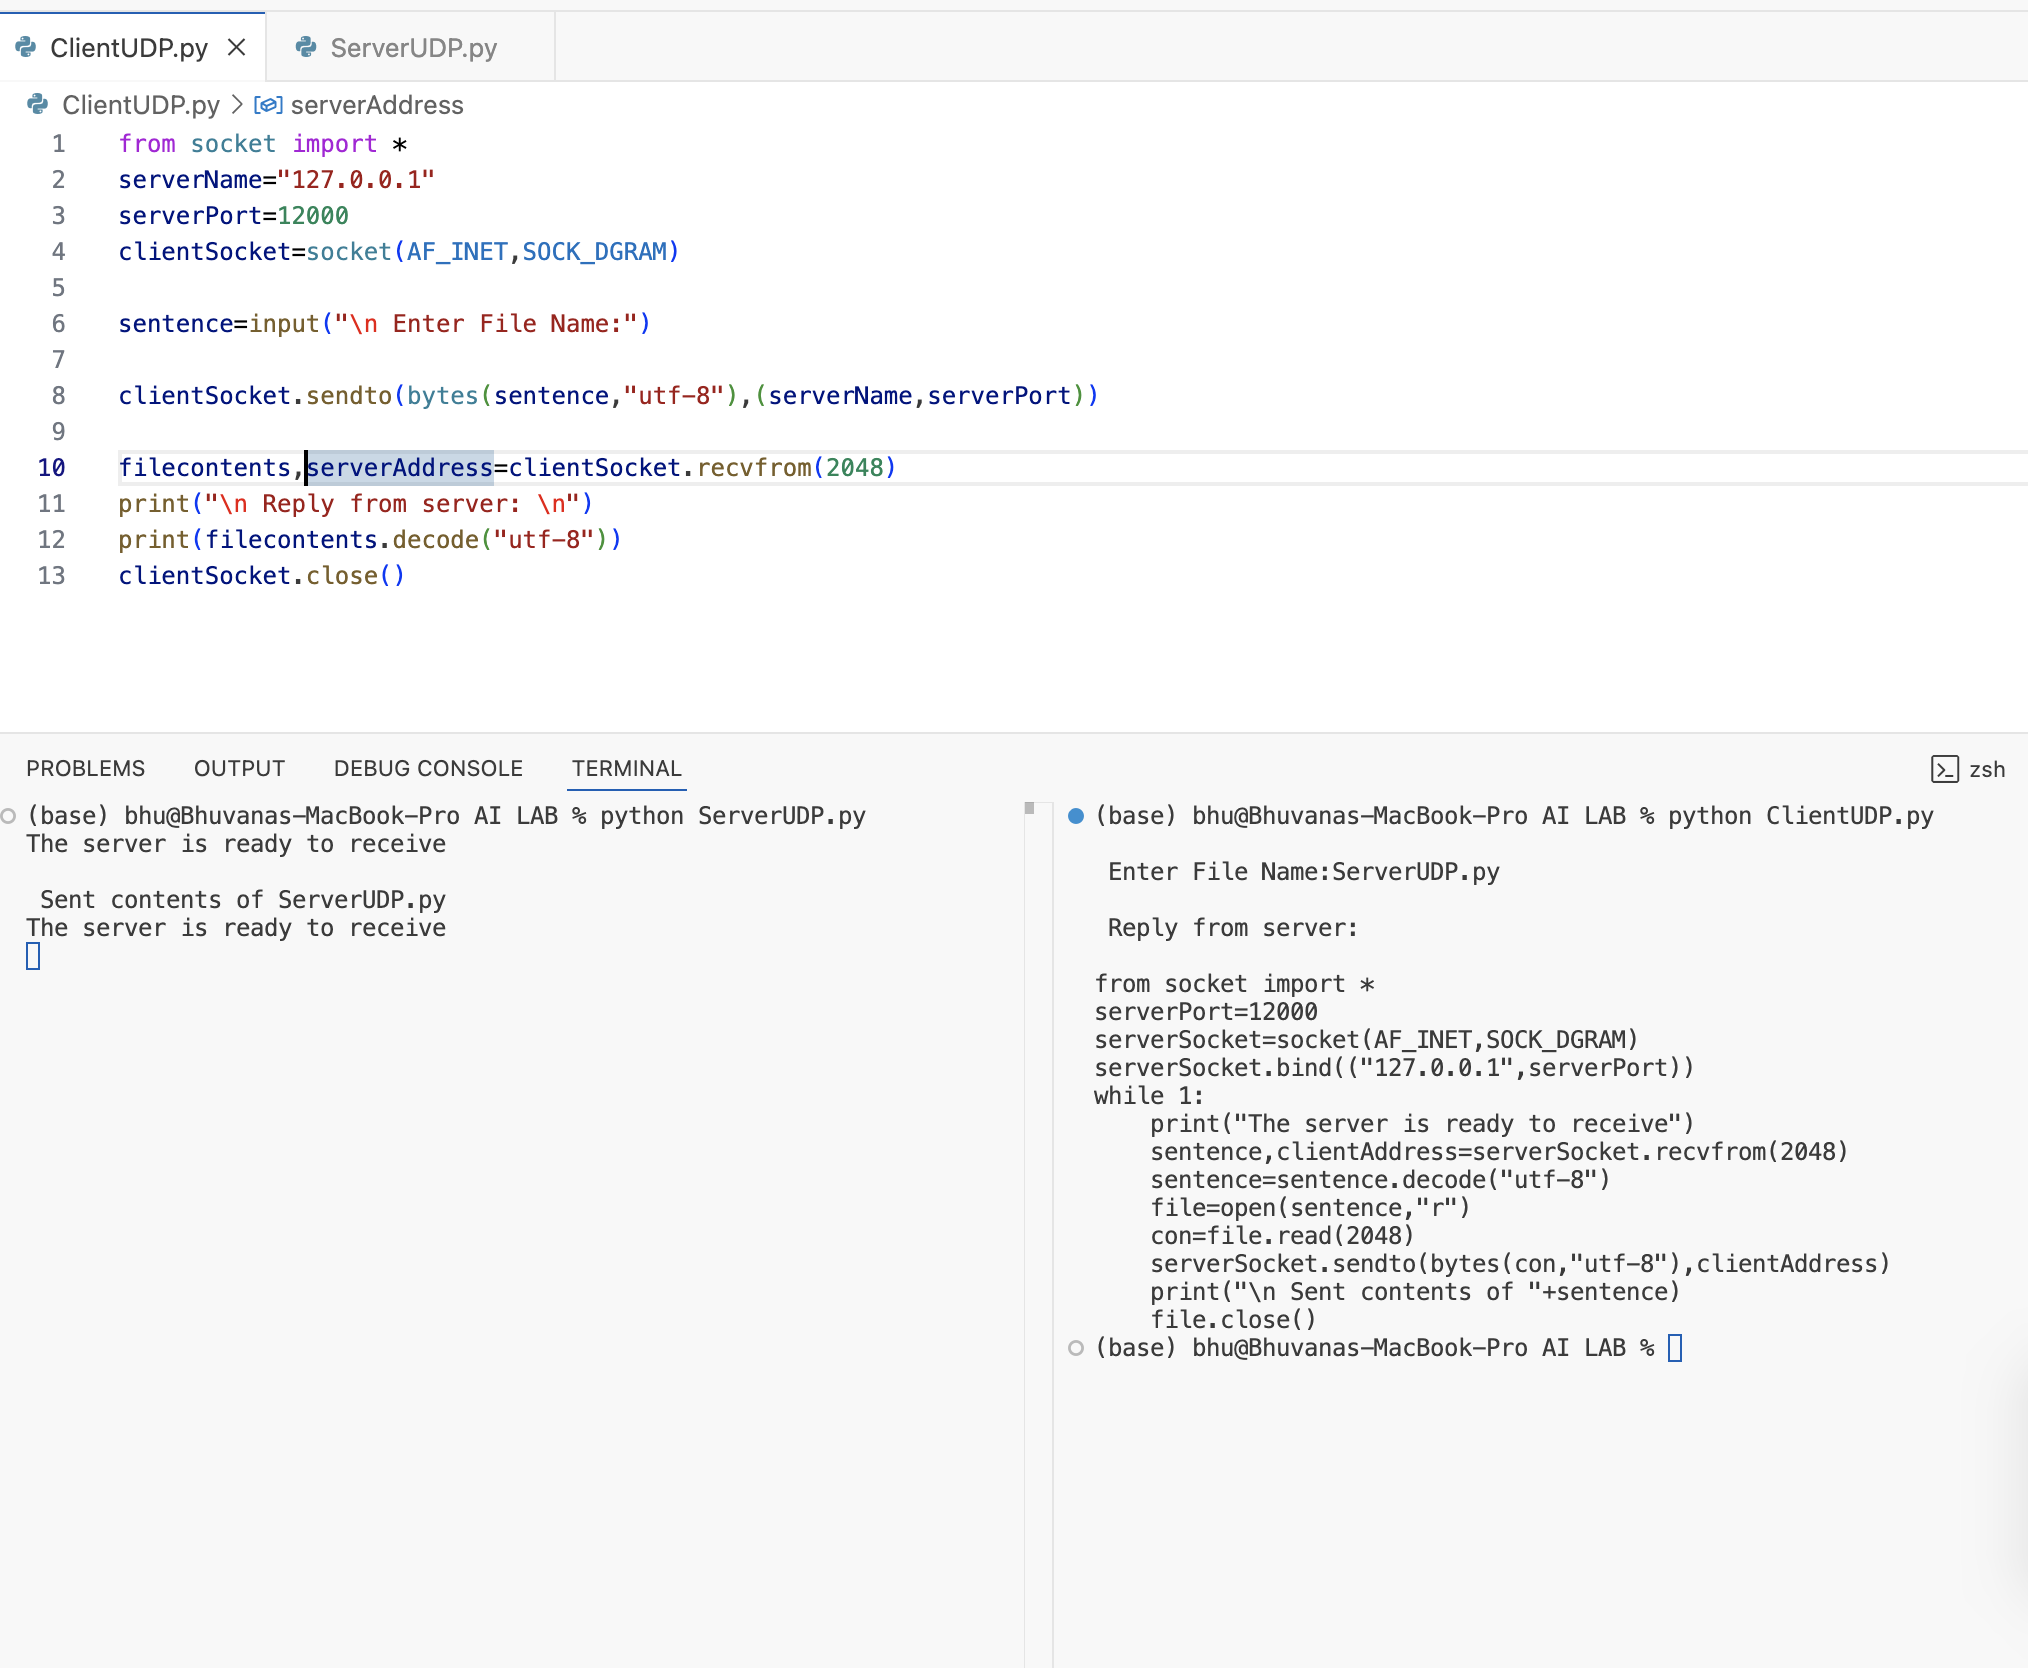 ClientUDP.py
ServerUDP.py
ClientUDP.py > serverAddress
1 from socket import *
2 serverName="127.0.0.1"
3 serverPort=12000
4 clientSocket=socket(AF_INET,SOCK_DGRAM)
5
6 sentence=input("\n Enter File Name:")
7
8 clientSocket.sendto(bytes(sentence,"utf-8"),(serverName,serverPort))
9
10 filecontents,serverAddress=clientSocket.recvfrom(2048)
11 print("\n Reply from server: \n")
12 print(filecontents.decode("utf-8"))
13 clientSocket.close()
PROBLEMS OUTPUT DEBUG CONSOLE TERMINAL
zsh
(base) bhu@Bhuvanas-MacBook-Pro AI LAB % python ServerUDP.py
The server is ready to receive
 Sent contents of ServerUDP.py
The server is ready to receive
(base) bhu@Bhuvanas-MacBook-Pro AI LAB % python ClientUDP.py
 Enter File Name:ServerUDP.py
 Reply from server:
from socket import *
serverPort=12000
serverSocket=socket(AF_INET,SOCK_DGRAM)
serverSocket.bind(("127.0.0.1",serverPort))
while 1:
    print("The server is ready to receive")
    sentence,clientAddress=serverSocket.recvfrom(2048)
    sentence=sentence.decode("utf-8")
    file=open(sentence,"r")
    con=file.read(2048)
    serverSocket.sendto(bytes(con,"utf-8"),clientAddress)
    print("\n Sent contents of "+sentence)
    file.close()
(base) bhu@Bhuvanas-MacBook-Pro AI LAB %